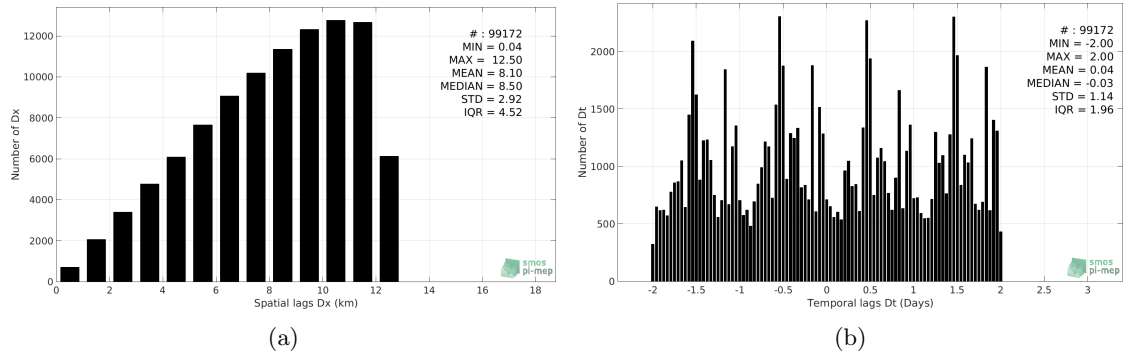 12000
10000
8000
6000
4000
2000
0
Number of Dx
# : 99172
MIN = 0.04
MAX = 12.50
MEAN = 8.10
MEDIAN = 8.50
STD = 2.92
IQR = 4.52
smos
pi-mep
0 2 4 6 8 10 12 14 16 18
Spatial lags Dx (km)
(a)
2000
1500
1000
500
0
Number of Dt
# : 99172
MIN = -2.00
MAX = 2.00
MEAN = 0.04
MEDIAN = -0.03
STD = 1.14
IQR = 1.96
smos
pi-mep
-2 -1.5 -1 -0.5 0 0.5 1 1.5 2 2.5 3
Temporal lags Dt (Days)
(b)